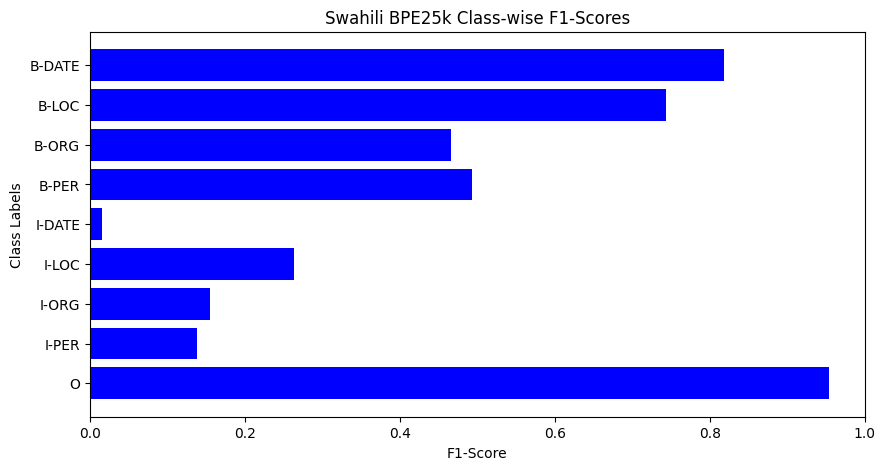 Swahili BPE25k Class-wise F1-Scores
Class Labels
B-DATE
B-LOC
B-ORG
B-PER
I-DATE
I-LOC
I-ORG
I-PER
O
0.0 0.2 0.4 0.6 0.8 1.0
F1-Score